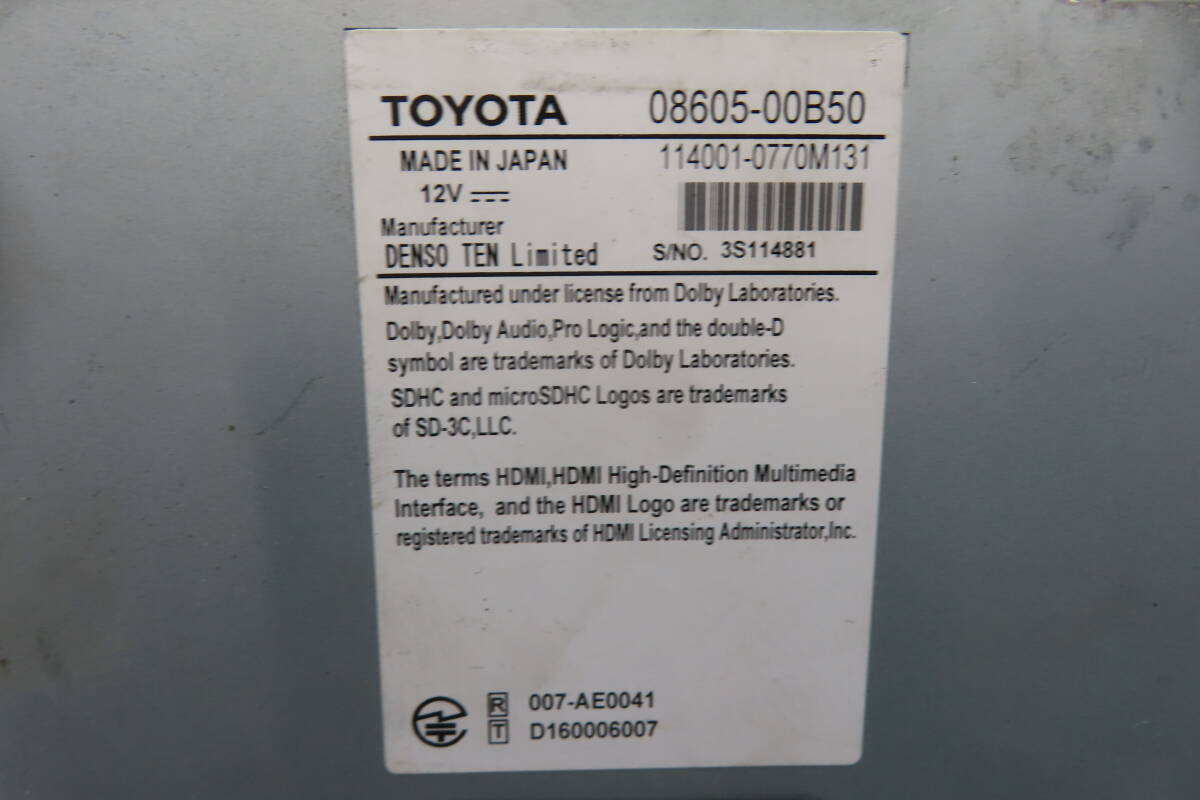 TOYOTA 08605-00B50
MADE IN JAPAN 114001-0770M131
12V
Manufacturer
DENSO TEN Limited S/NO. 3S114881
Manufactured under license from Dolby Laboratories.
Dolby,Dolby Audio,Pro Logic,and the double-D
symbol are trademarks of Dolby Laboratories.
SDHC and microSDHC Logos are trademarks
of SD-3C,LLC.
The terms HDMI,HDMI High-Definition Multimedia
Interface, and the HDMI Logo are trademarks or
registered trademarks of HDMI Licensing Administrator,Inc.
R 007-AE0041
T D160006007